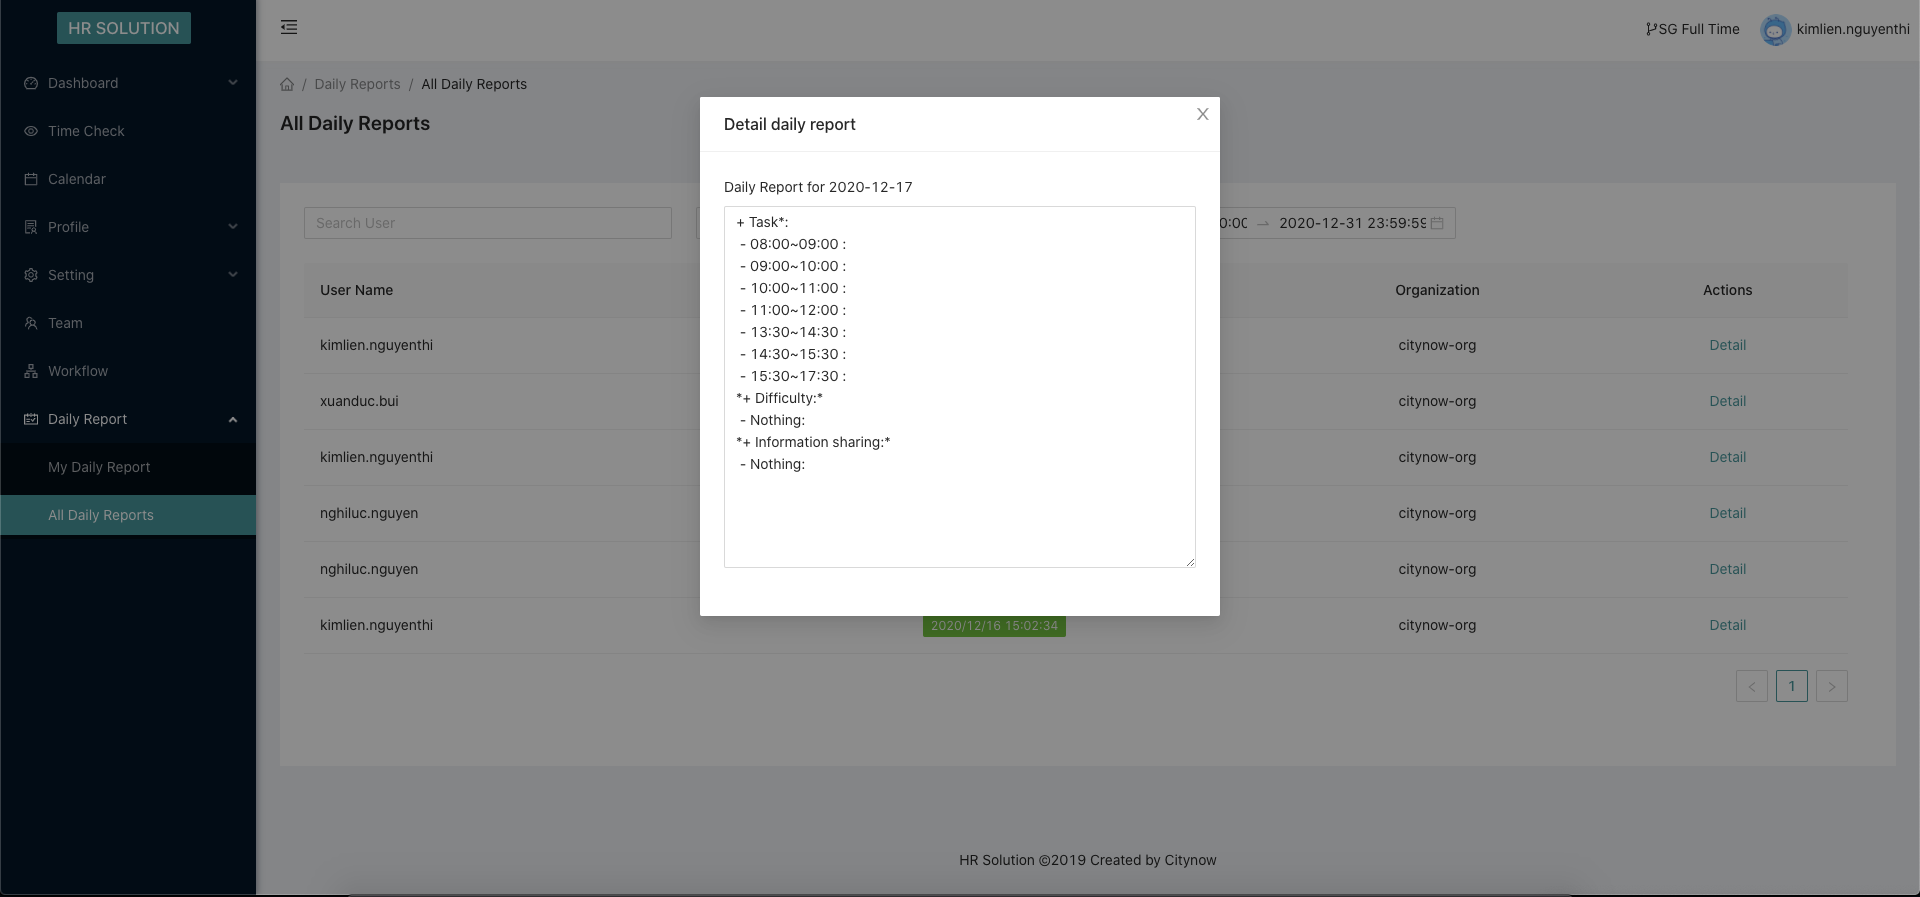 HR SOLUTION
SG Full Time
kimlien.nguyenthi
Dashboard
Time Check
Calendar
Profile
Setting
Team
Workflow
Daily Report
My Daily Report
All Daily Reports
/ Daily Reports / All Daily Reports
All Daily Reports
Search User
0:00 → 2020-12-31 23:59:59
User Name
Organization
Actions
kimlien.nguyenthi
citynow-org
Detail
xuanduc.bui
citynow-org
Detail
kimlien.nguyenthi
citynow-org
Detail
nghiluc.nguyen
citynow-org
Detail
nghiluc.nguyen
citynow-org
Detail
kimlien.nguyenthi
2020/12/16 15:02:34
citynow-org
Detail
< 1 >
Detail daily report
X
Daily Report for 2020-12-17
+ Task*:
- 08:00~09:00 :
- 09:00~10:00 :
- 10:00~11:00 :
- 11:00~12:00 :
- 13:30~14:30 :
- 14:30~15:30 :
- 15:30~17:30 :
*+ Difficulty:*
- Nothing:
*+ Information sharing:*
- Nothing:
HR Solution ©2019 Created by Citynow